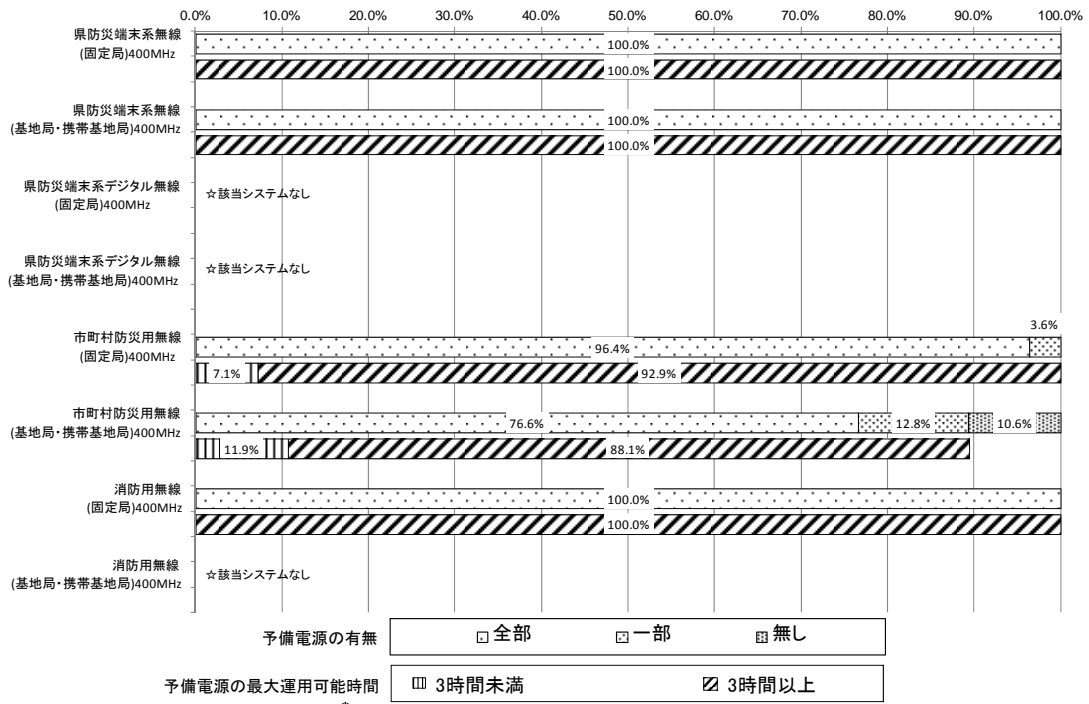 0.0% 10.0% 20.0% 30.0% 40.0% 50.0% 60.0% 70.0% 80.0% 90.0% 100.0%
県防災端末系無線
(固定局)400MHz
100.0%
100.0%
県防災端末系無線
(基地局・携帯基地局)400MHz
100.0%
100.0%
県防災端末系デジタル無線
(固定局)400MHz
☆該当システムなし
県防災端末系デジタル無線
(基地局・携帯基地局)400MHz
☆該当システムなし
市町村防災用無線
(固定局)400MHz
96.4% 3.6%
7.1% 92.9%
市町村防災用無線
(基地局・携帯基地局)400MHz
76.6% 12.8% 10.6%
11.9% 88.1%
消防用無線
(固定局)400MHz
100.0%
100.0%
消防用無線
(基地局・携帯基地局)400MHz
☆該当システムなし
予備電源の有無 全部 一部 無し
予備電源の最大運用可能時間 3時間未満 3時間以上
*